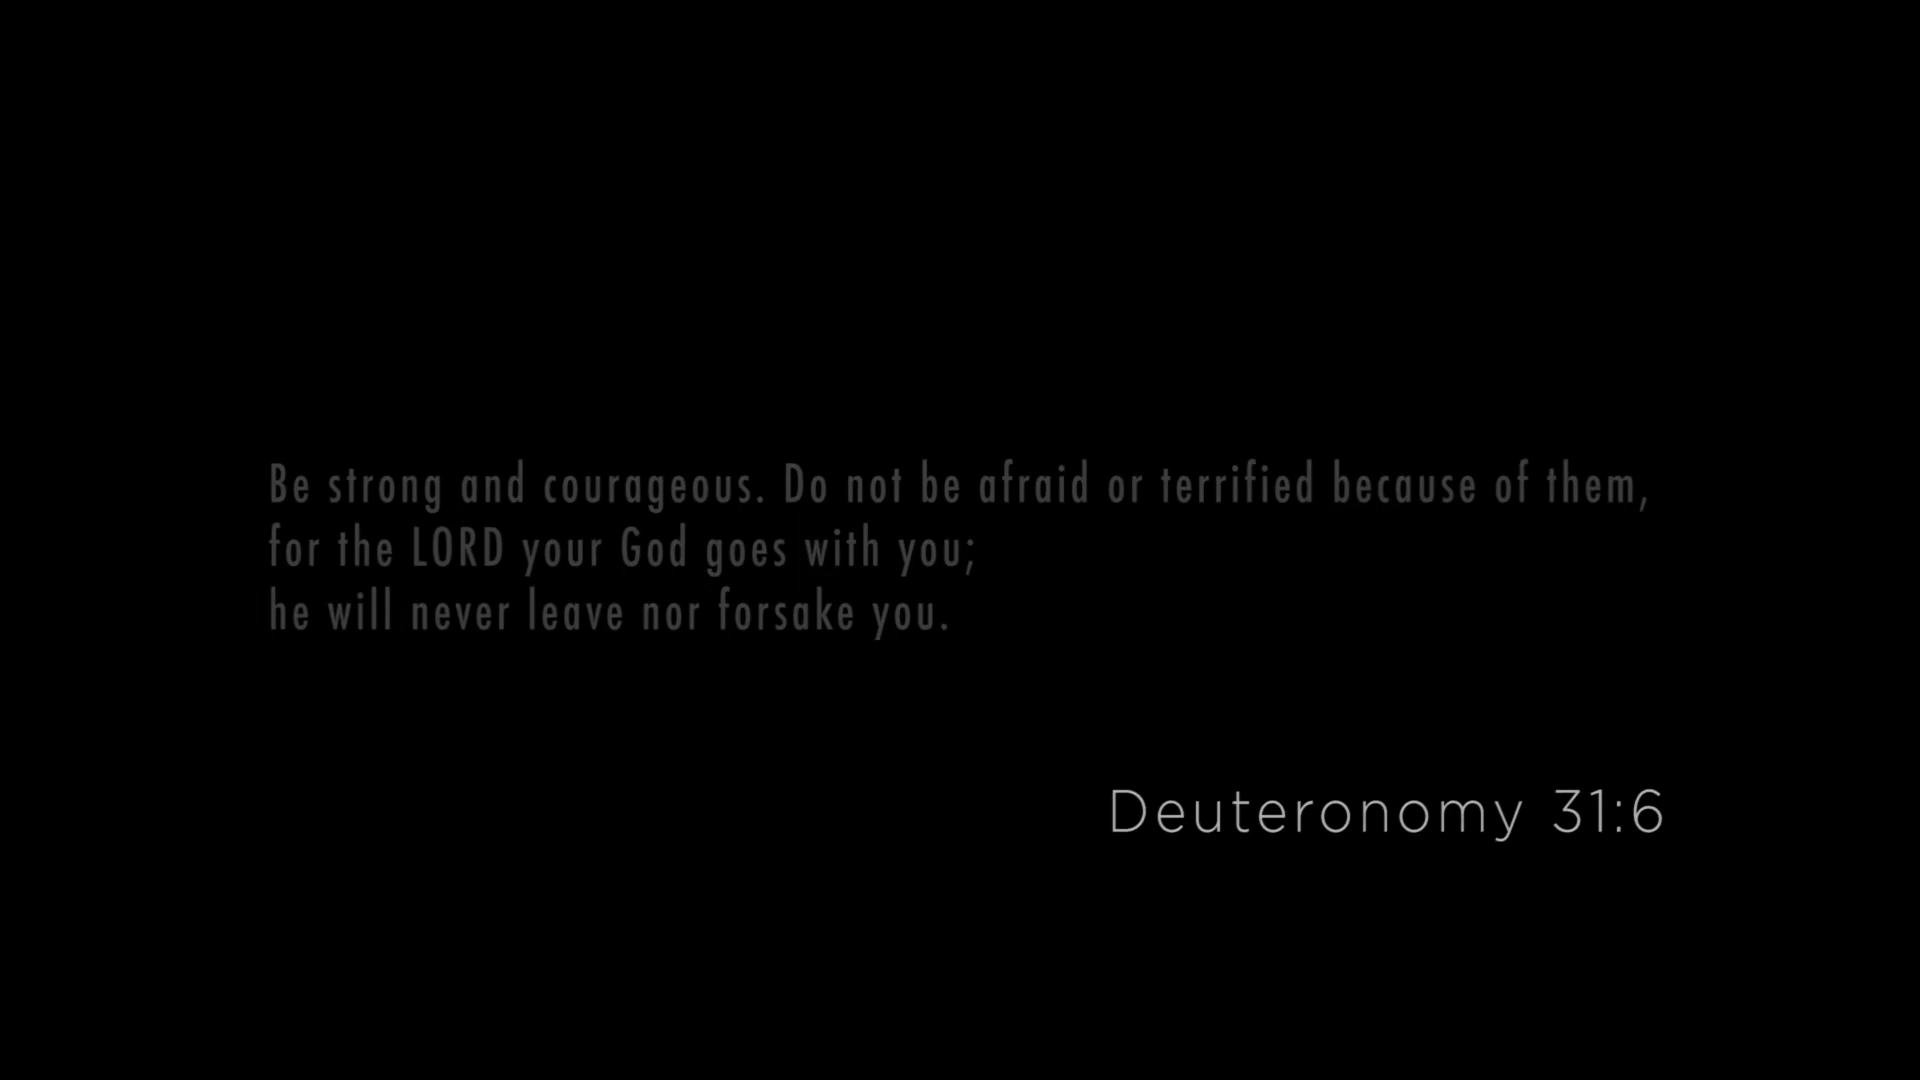 Be strong and courageous. Do not be afraid or terrified because of them,
for the LORD your God goes with you;
he will never leave nor forsake you.
Deuteronomy 31:6